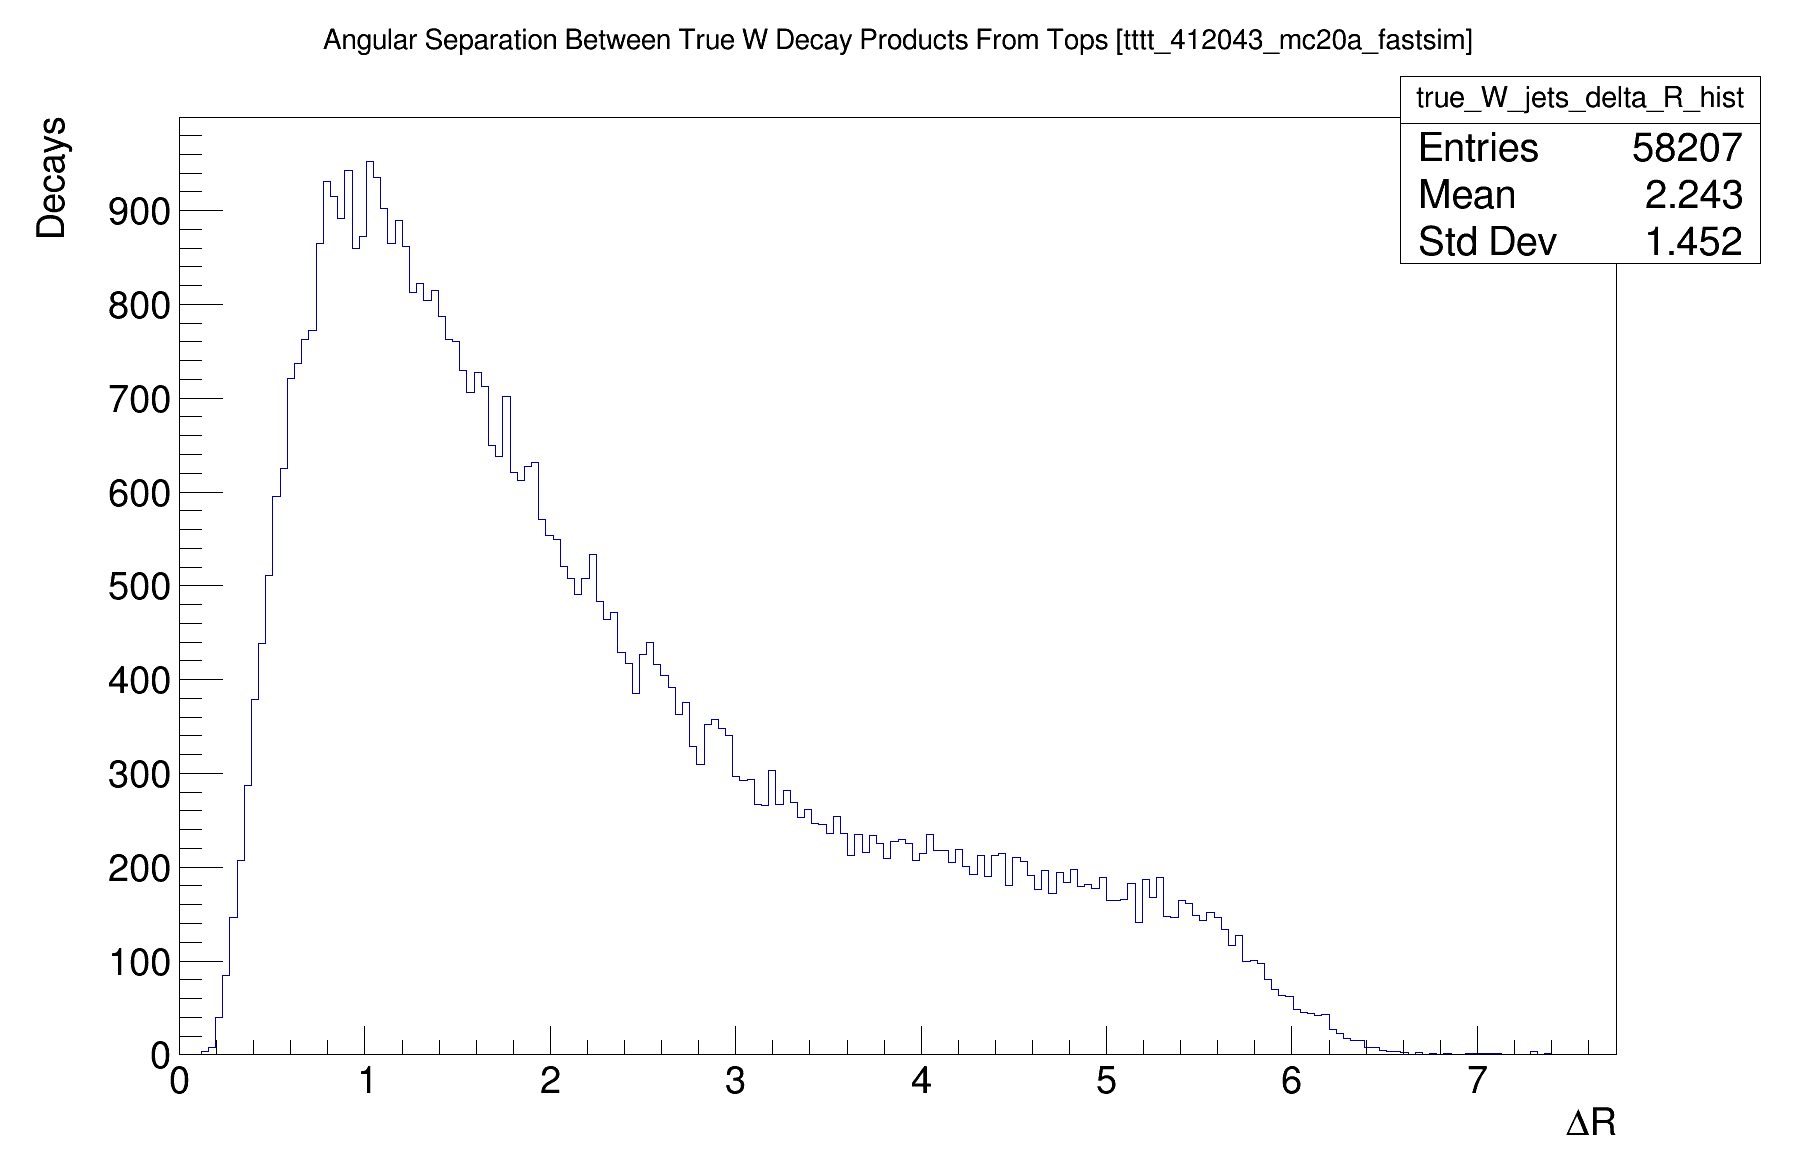 Angular Separation Between True W Decay Products From Tops [tttt_412043_mc20a_fastsim]
true_W_jets_delta_R_hist
Entries 58207
Mean 2.243
Std Dev 1.452
Decays
900
800
700
600
500
400
300
200
100
0
0 1 2 3 4 5 6 7
ΔR